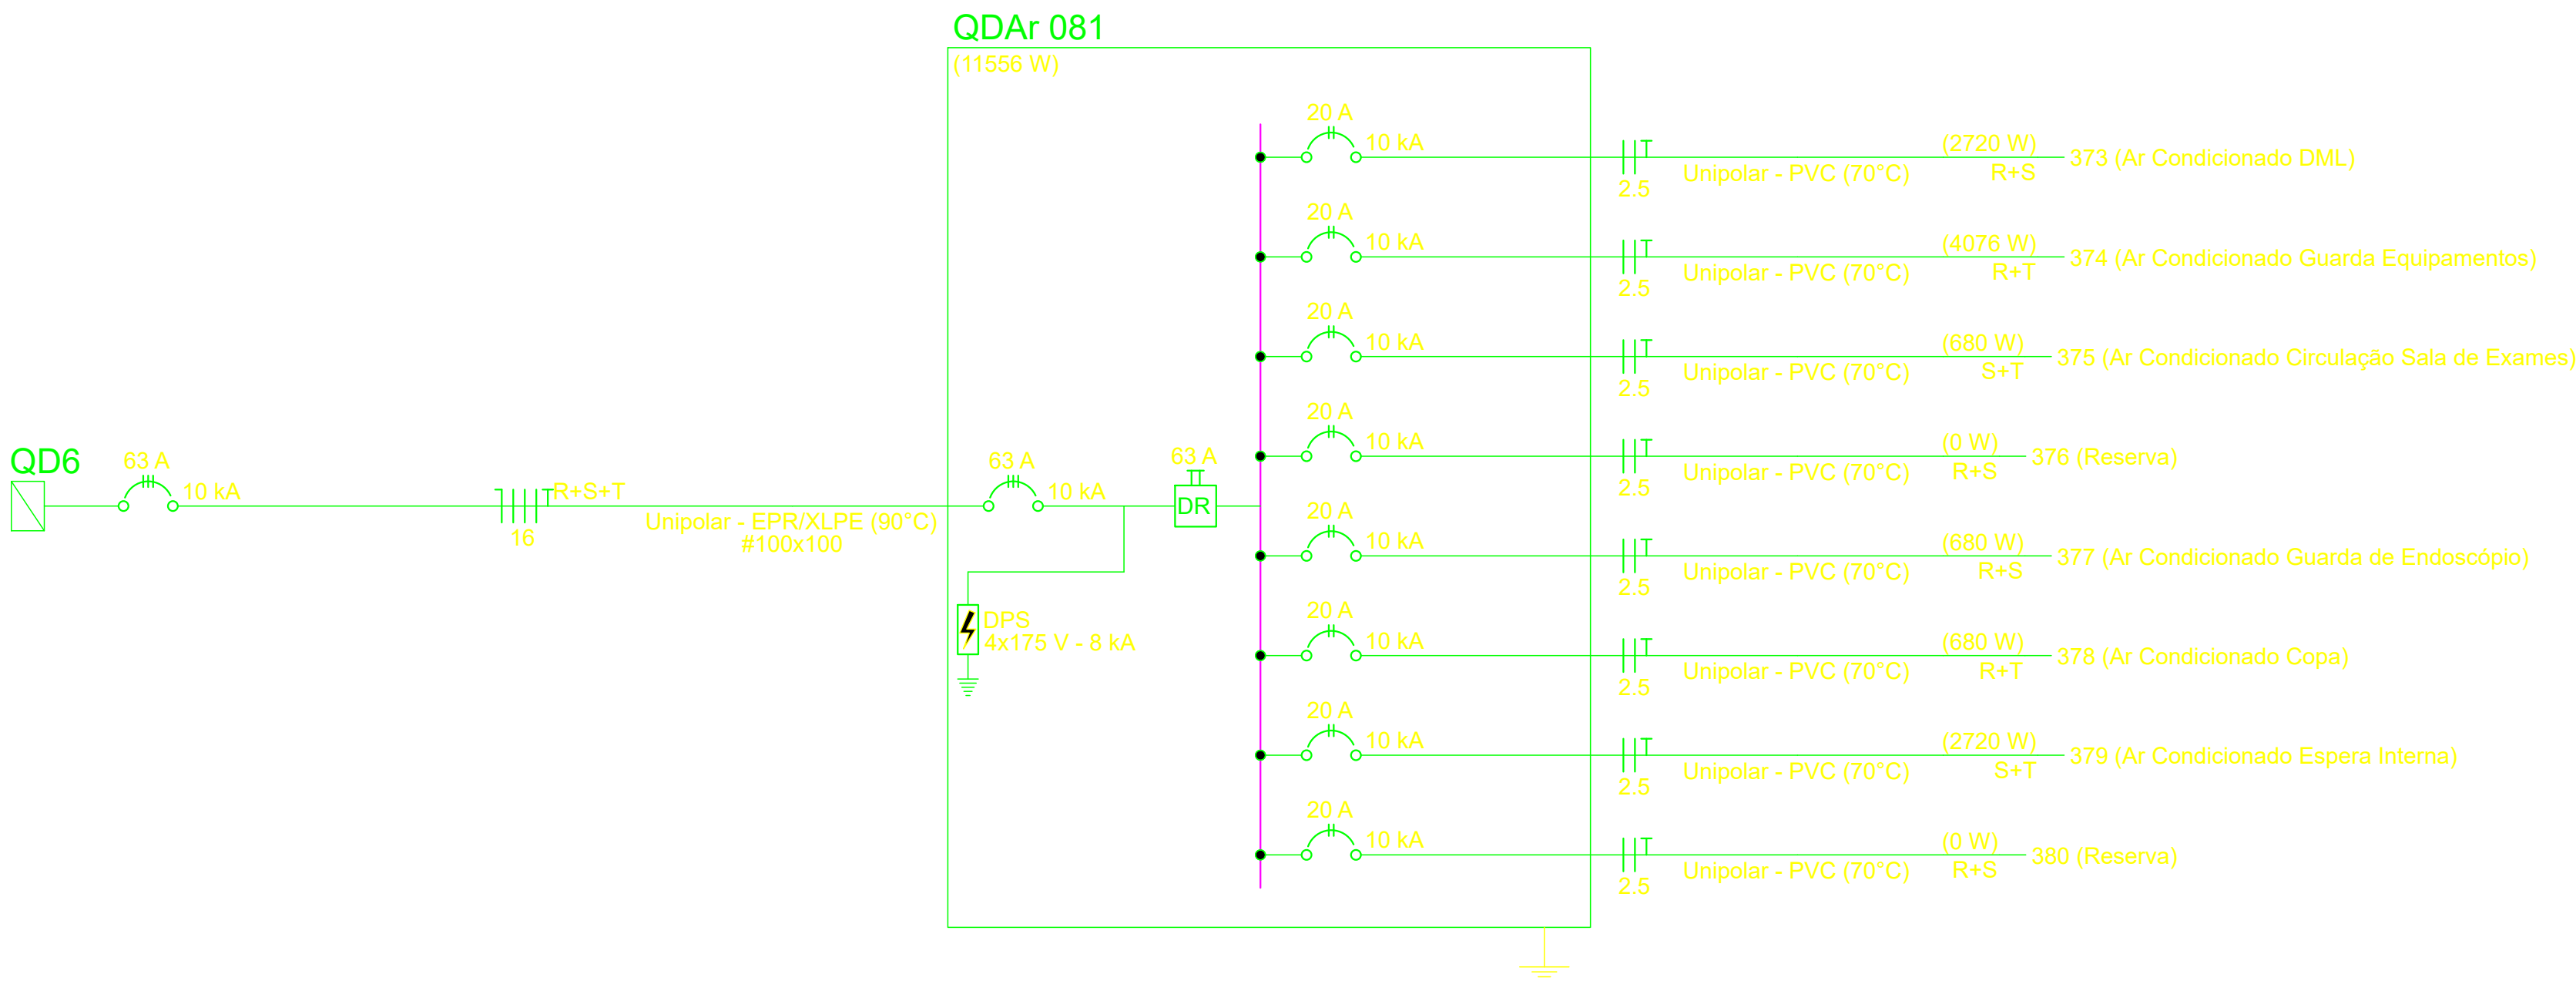 QDAr 081
(11556 W)
20 A
10 kA
(2720 W)
373 (Ar Condicionado DML)
2.5
Unipolar - PVC (70°C)
R+S
20 A
10 kA
(4076 W)
374 (Ar Condicionado Guarda Equipamentos)
2.5
Unipolar - PVC (70°C)
R+T
20 A
10 kA
(680 W)
375 (Ar Condicionado Circulação Sala de Exames)
2.5
Unipolar - PVC (70°C)
S+T
20 A
10 kA
(0 W)
376 (Reserva)
2.5
Unipolar - PVC (70°C)
R+S
QD6
63 A
10 kA
R+S+T
16
Unipolar - EPR/XLPE (90°C)
#100x100
63 A
10 kA
63 A
DR
DPS
4x175 V - 8 kA
20 A
10 kA
(680 W)
377 (Ar Condicionado Guarda de Endoscópio)
2.5
Unipolar - PVC (70°C)
R+S
20 A
10 kA
(680 W)
378 (Ar Condicionado Copa)
2.5
Unipolar - PVC (70°C)
R+T
20 A
10 kA
(2720 W)
379 (Ar Condicionado Espera Interna)
2.5
Unipolar - PVC (70°C)
S+T
20 A
10 kA
(0 W)
380 (Reserva)
2.5
Unipolar - PVC (70°C)
R+S